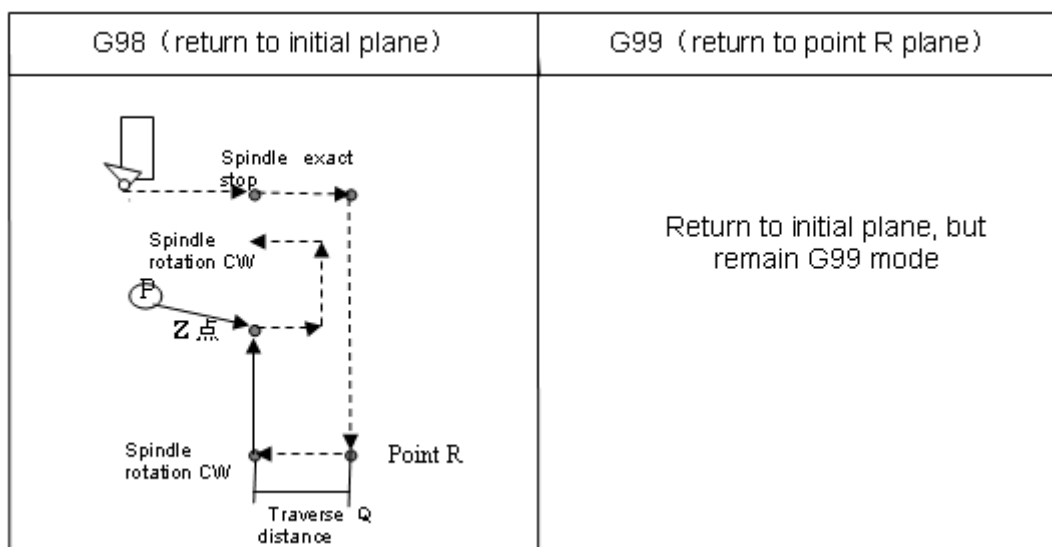 G98（return to initial plane）
G99（return to point R plane）
Spindle exact
stop
Spindle
rotation CW
P
Z 点
Spindle
rotation CW
Point R
Traverse Q
distance
Return to initial plane, but
remain G99 mode